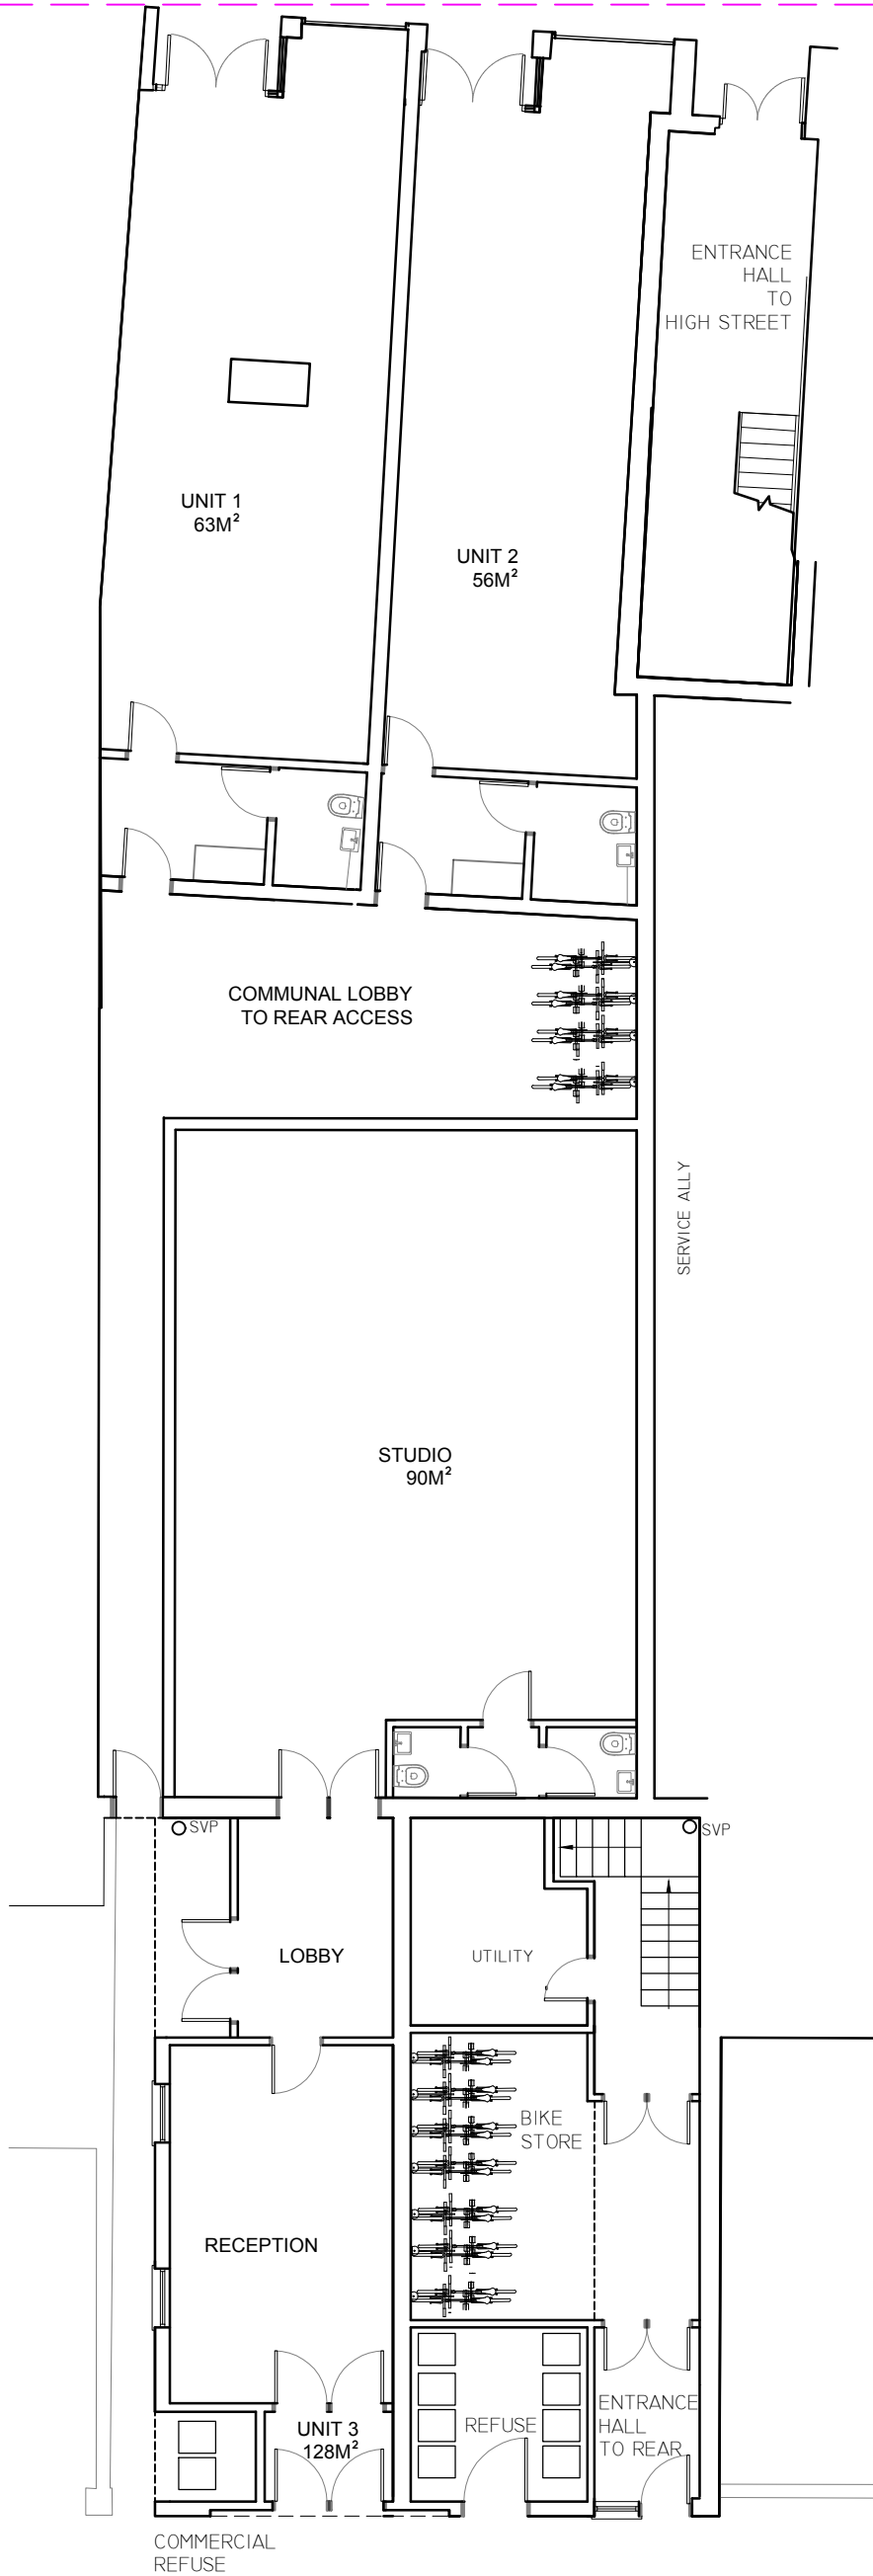 ENTRANCE
HALL
TO
HIGH STREET
UNIT 1
63M²
UNIT 2
56M²
COMMUNAL LOBBY
TO REAR ACCESS
SERVICE ALLY
STUDIO
90M²
SVP
SVP
LOBBY
UTILITY
BIKE
STORE
RECEPTION
UNIT 3
128M²
REFUSE
ENTRANCE
HALL
TO REAR
COMMERCIAL
REFUSE